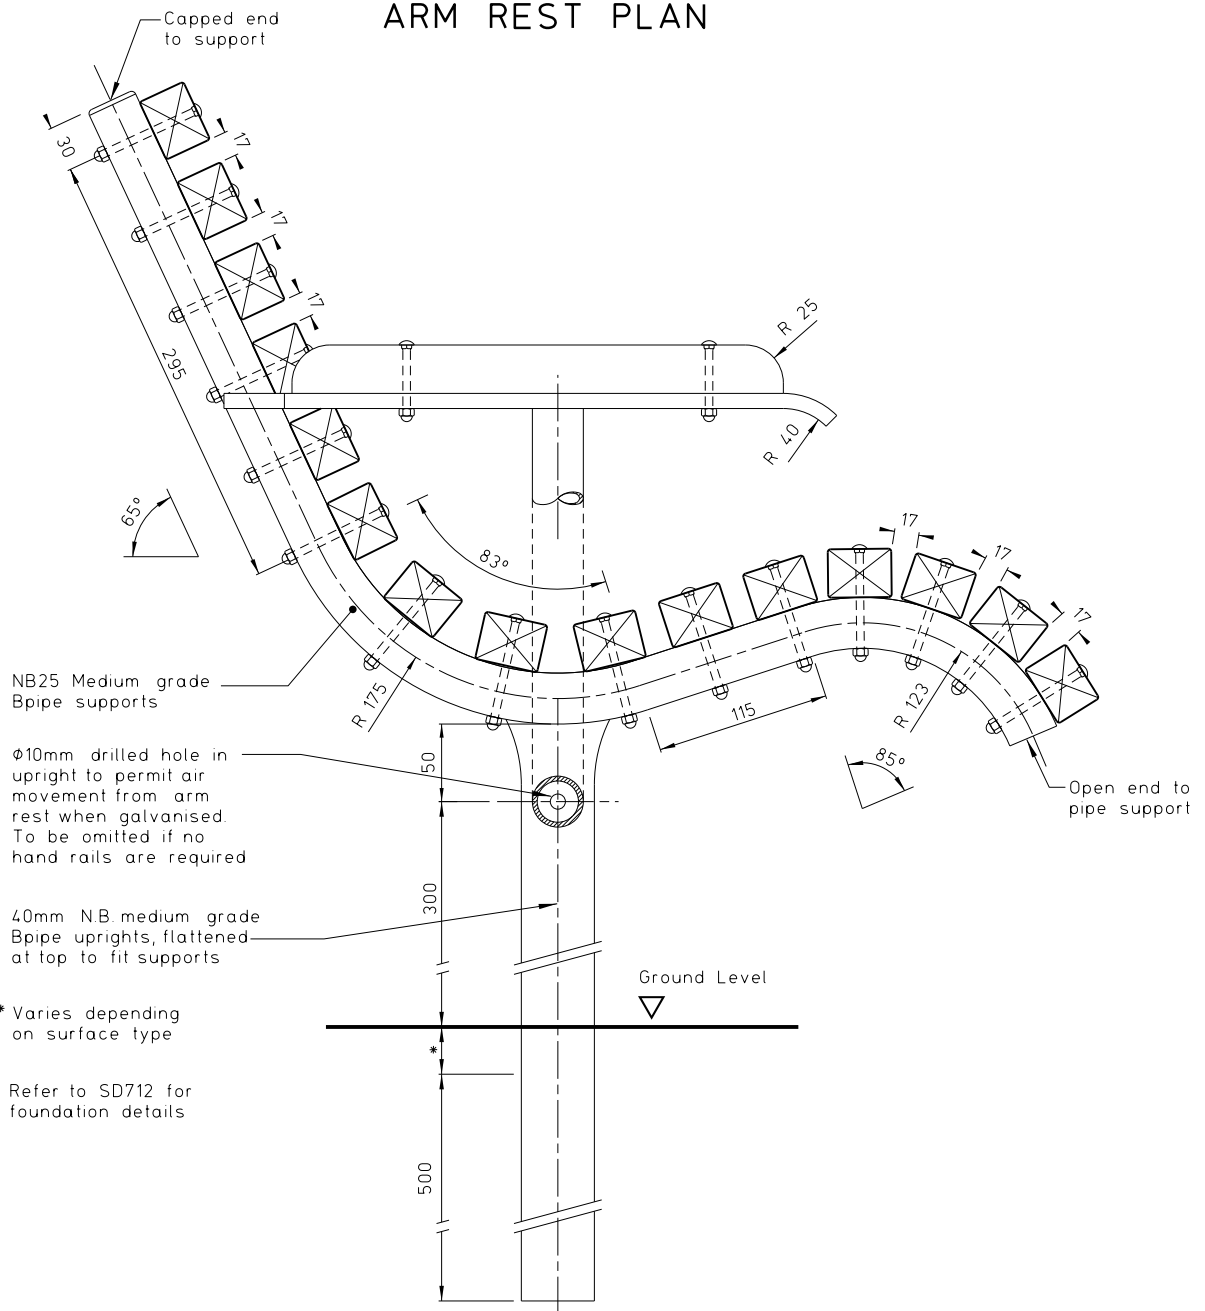 ARM REST PLAN
Capped end
to support
30
17
17
17
295
R 25
R 40
65°
83°
17
17
17
NB25 Medium grade
Bpipe supports
R 175
115
R 123
85°
Open end to
pipe support
50
Φ10mm drilled hole in
upright to permit air
movement from arm
rest when galvanised.
To be omitted if no
hand rails are required
300
40mm N.B. medium grade
Bpipe uprights, flattened
at top to fit supports
Ground Level
* Varies depending
on surface type
*
Refer to SD712 for
foundation details
500